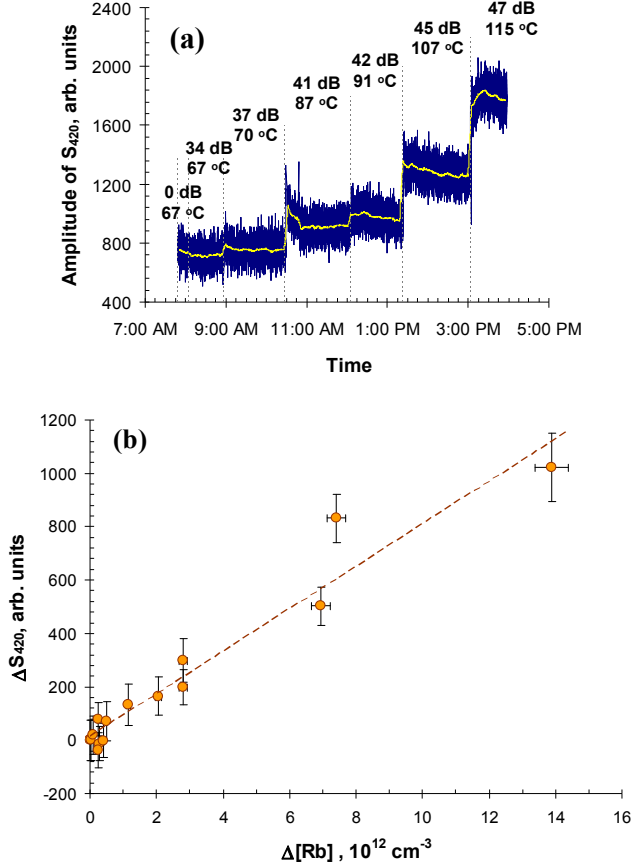 (a)
47 dB
115 °C
45 dB
107 °C
42 dB
91 °C
41 dB
87 °C
37 dB
70 °C
34 dB
67 °C
0 dB
67 °C
Amplitude of S420, arb. units
2400
2000
1600
1200
800
400
7:00 AM 9:00 AM 11:00 AM 1:00 PM 3:00 PM 5:00 PM
Time
(b)
ΔS420, arb. units
1200
1000
800
600
400
200
0
-200
0 2 4 6 8 10 12 14 16
Δ[Rb] , 10^12 cm^-3